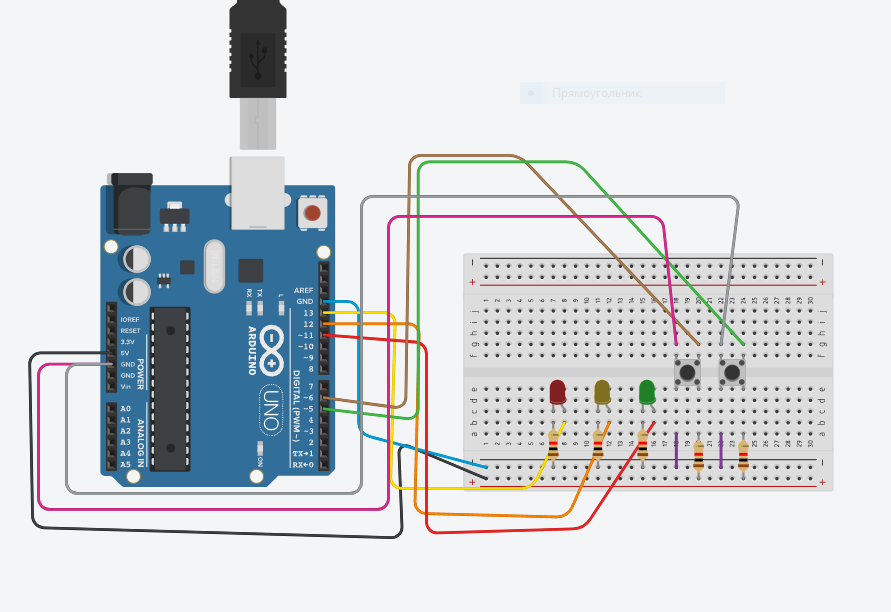 Прямоугольник
AREF
GND
13
12
~11
~10
~9
8
7
~6
~5
4
~3
2
TX→1
RX←0
IOREF
RESET
3.3V
5V
GND
GND
Vin
A0
A1
A2
A3
A4
A5
POWER
ANALOG IN
RX
TX
L
ARDUINO
UNO
DIGITAL (PWM~)
ON
1 2 3 4 5 6 7 8 9 10 11 12 13 14 15 16 17 18 19 20 21 22 23 24 25 26 27 28 29 30
j
i
h
g
f
e
d
c
b
a